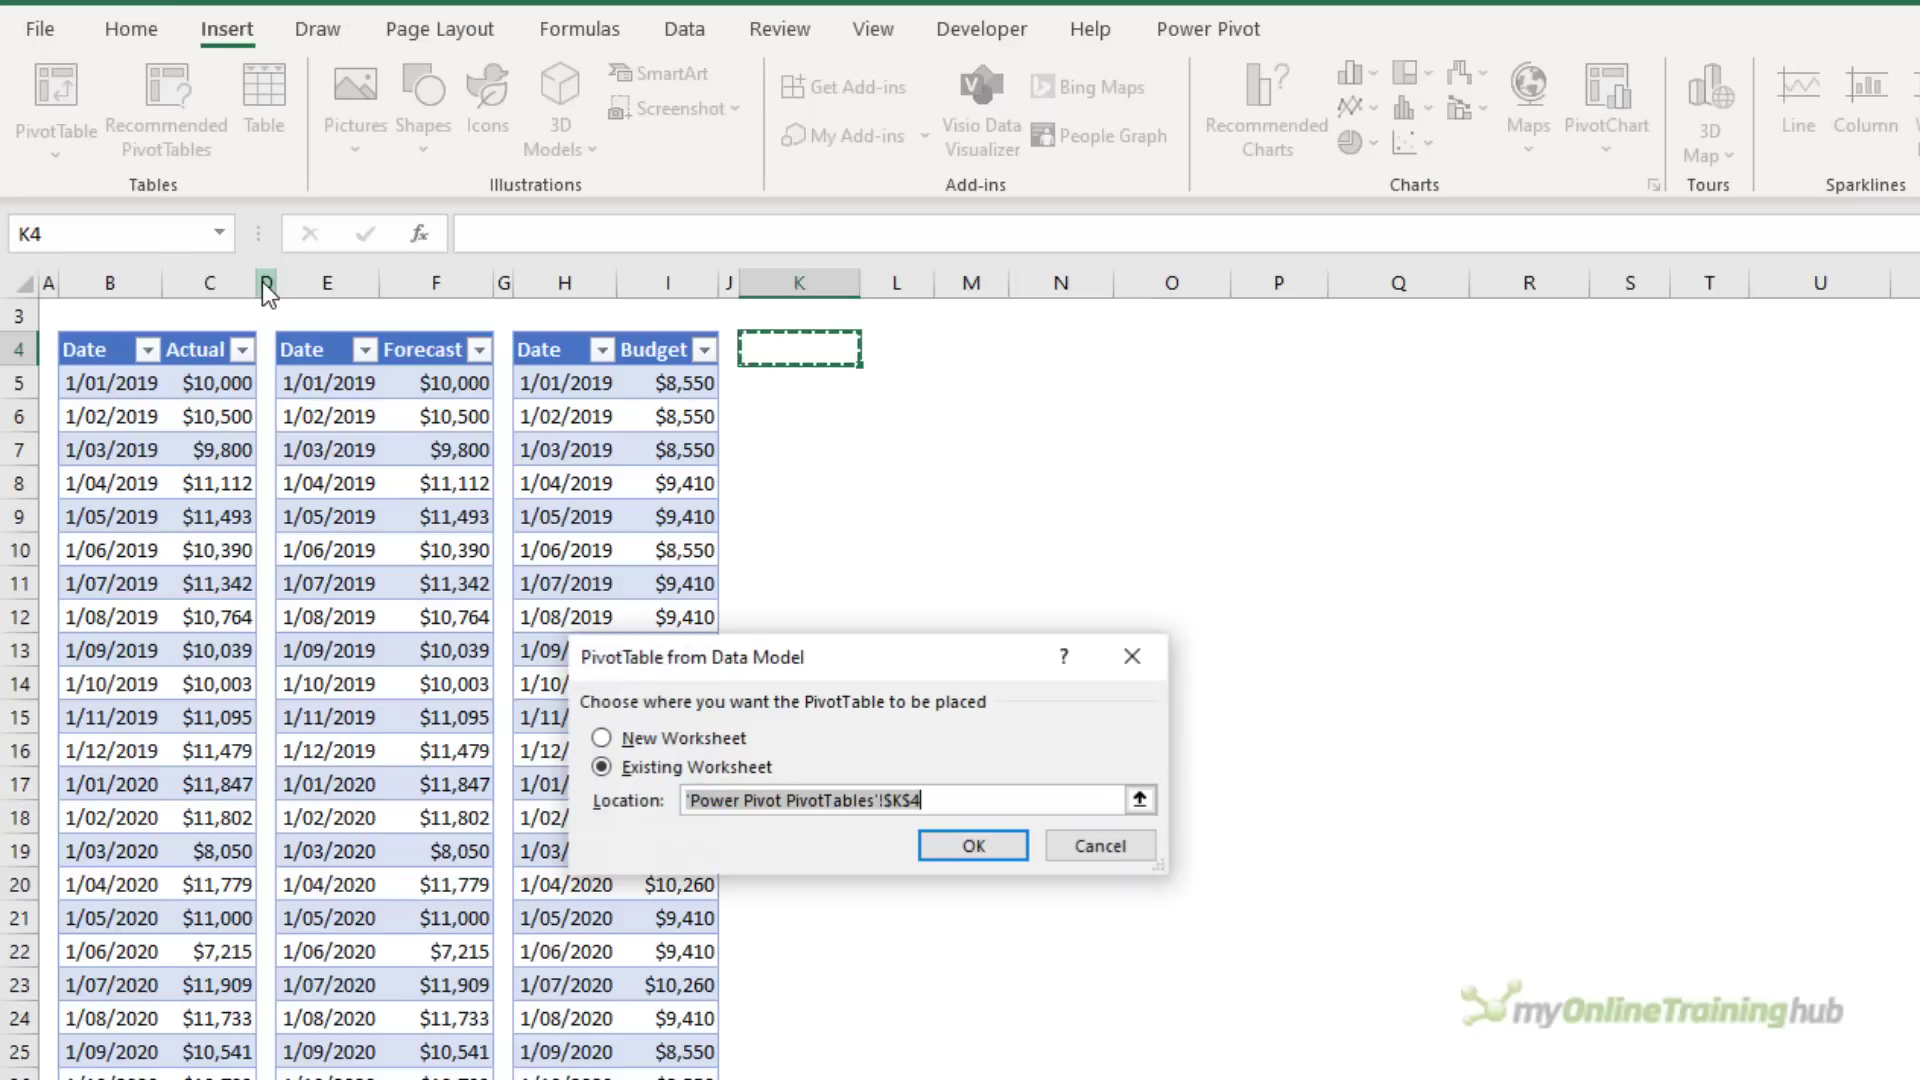 File Home Insert Draw Page Layout Formulas Data Review View Developer Help Power Pivot
PivotTable Recommended PivotTables Table
Tables
Pictures Shapes Icons 3D Models SmartArt Screenshot
Illustrations
Get Add-ins My Add-ins Visio Data Visualizer Bing Maps People Graph
Add-ins
Recommended Charts Maps PivotChart
Charts
3D Map
Tours
Line Column
Sparklines
K4 fx
A B C D E F G H I J K L M N O P Q R S T U
3
4 Date Actual Date Forecast Date Budget
5 1/01/2019 $10,000 1/01/2019 $10,000 1/01/2019 $8,550
6 1/02/2019 $10,500 1/02/2019 $10,500 1/02/2019 $8,550
7 1/03/2019 $9,800 1/03/2019 $9,800 1/03/2019 $8,550
8 1/04/2019 $11,112 1/04/2019 $11,112 1/04/2019 $9,410
9 1/05/2019 $11,493 1/05/2019 $11,493 1/05/2019 $9,410
10 1/06/2019 $10,390 1/06/2019 $10,390 1/06/2019 $8,550
11 1/07/2019 $11,342 1/07/2019 $11,342 1/07/2019 $9,410
12 1/08/2019 $10,764 1/08/2019 $10,764 1/08/2019 $9,410
13 1/09/2019 $10,039 1/09/2019 $10,039 1/09/
14 1/10/2019 $10,003 1/10/2019 $10,003 1/10/
15 1/11/2019 $11,095 1/11/2019 $11,095 1/11/
16 1/12/2019 $11,479 1/12/2019 $11,479 1/12/
17 1/01/2020 $11,847 1/01/2020 $11,847 1/01/
18 1/02/2020 $11,802 1/02/2020 $11,802 1/02/
19 1/03/2020 $8,050 1/03/2020 $8,050 1/03/
20 1/04/2020 $11,779 1/04/2020 $11,779 1/04/2020 $10,260
21 1/05/2020 $11,000 1/05/2020 $11,000 1/05/2020 $9,410
22 1/06/2020 $7,215 1/06/2020 $7,215 1/06/2020 $9,410
23 1/07/2020 $11,909 1/07/2020 $11,909 1/07/2020 $10,260
24 1/08/2020 $11,733 1/08/2020 $11,733 1/08/2020 $9,410
25 1/09/2020 $10,541 1/09/2020 $10,541 1/09/2020 $8,550
PivotTable from Data Model ?
Choose where you want the PivotTable to be placed
New Worksheet
Existing Worksheet
Location: 'Power Pivot PivotTables'!$K$4
OK Cancel
myOnlineTraininghub